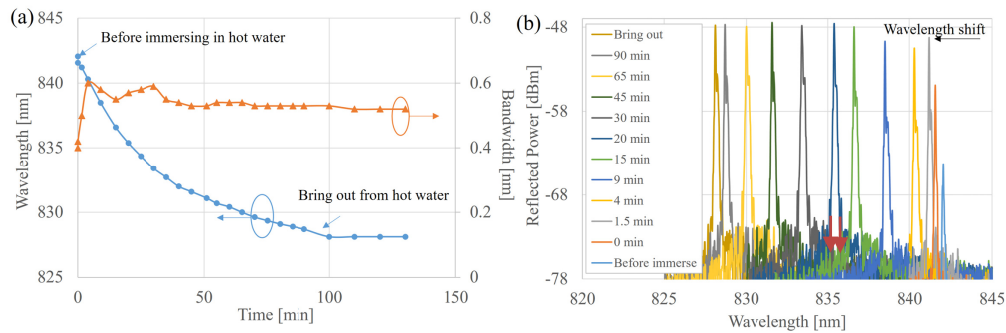 (a)
845
840
835
830
825
Wavelength [nm]
Before immersing in hot water
Bring out from hot water
0.8
0.6
0.4
0.2
0
Bandwidth [nm]
0
50
100
150
Time [min]
(b)
-48
-58
-68
-78
Reflected Power [dBm]
Bring out
90 min
65 min
45 min
30 min
20 min
15 min
9 min
4 min
1.5 min
0 min
Before immerse
Wavelength shift
820
825
830
835
840
845
Wavelength [nm]